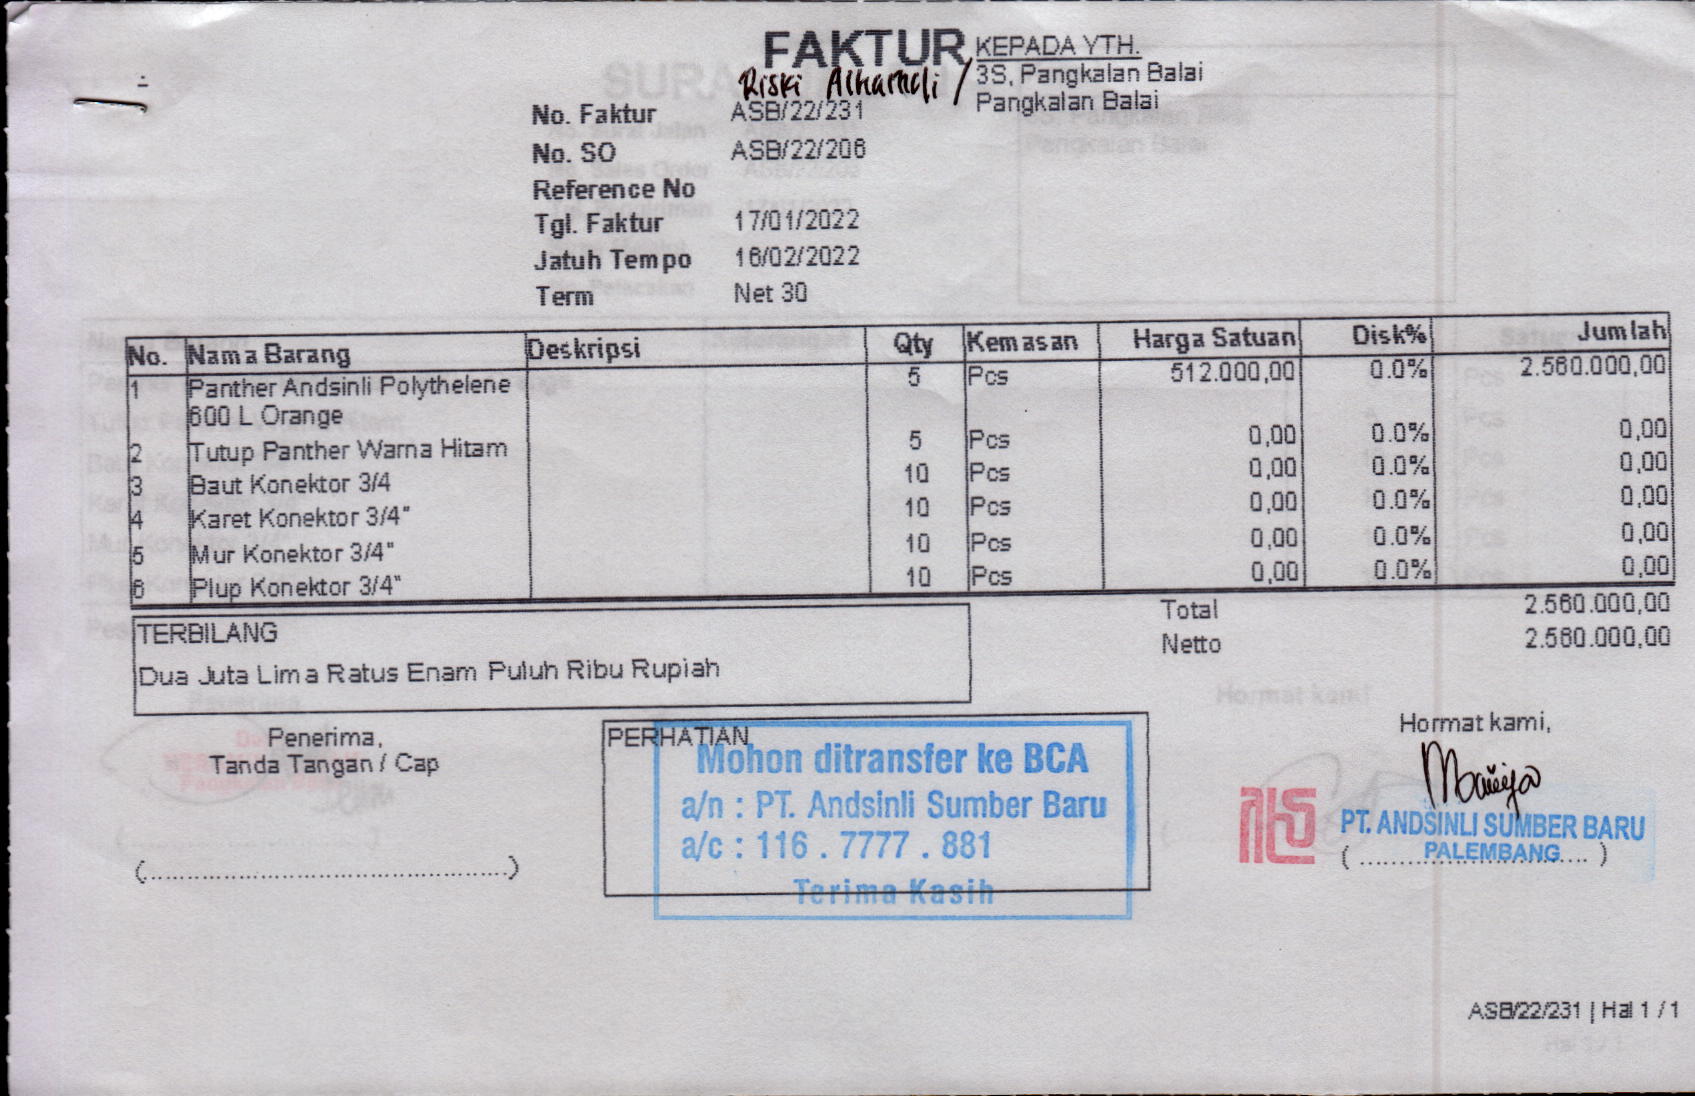 FAKTUR
KEPADA YTH.
Riski Alhamdi / 3S, Pangkalan Balai
Pangkalan Balai
No. Faktur ASB/22/231
No. SO ASB/22/206
Reference No
Tgl. Faktur 17/01/2022
Jatuh Tempo 16/02/2022
Term Net 30
No. Nama Barang Deskripsi Qty Kemasan Harga Satuan Disk% Jumlah
1 Panther Andsinli Polythelene 5 Pcs 512.000,00 0.0% 2.560.000,00
600 L Orange
2 Tutup Panther Warna Hitam 5 Pcs 0,00 0.0% 0,00
3 Baut Konektor 3/4 10 Pcs 0,00 0.0% 0,00
4 Karet Konektor 3/4" 10 Pcs 0,00 0.0% 0,00
5 Mur Konektor 3/4" 10 Pcs 0,00 0.0% 0,00
6 Plup Konektor 3/4" 10 Pcs 0,00 0.0% 0,00
Total 2.560.000,00
Netto 2.560.000,00
TERBILANG
Dua Juta Lima Ratus Enam Puluh Ribu Rupiah
Penerima,
Tanda Tangan / Cap
(..........................................)
PERHATIAN
Mohon ditransfer ke BCA
a/n : PT. Andsinli Sumber Baru
a/c : 116 . 7777 . 881
Terima Kasih
Hormat kami,
PT. ANDSINLI SUMBER BARU
PALEMBANG
ASB/22/231 | Hal 1 / 1